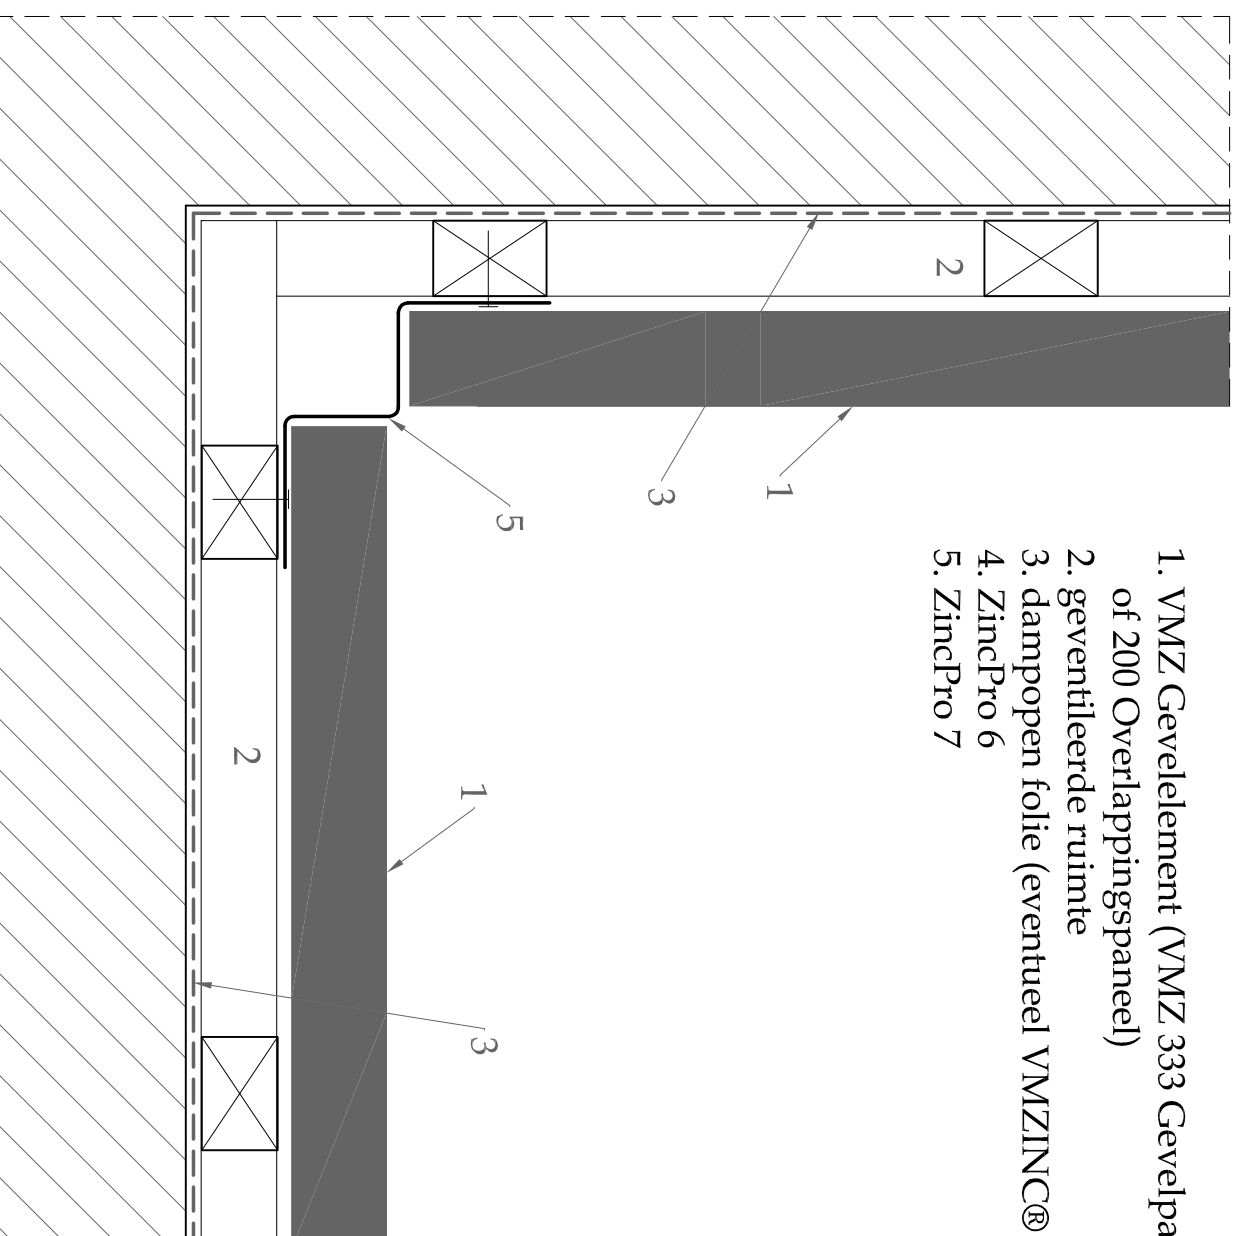 1. VMZ Gevelelement (VMZ 333 Gevelpa
of 200 Overlappingspaneel)
2. geventileerde ruimte
3. dampopen folie (eventueel VMZINC®
4. ZincPro 6
5. ZincPro 7
2
1
3
5
2
1
3